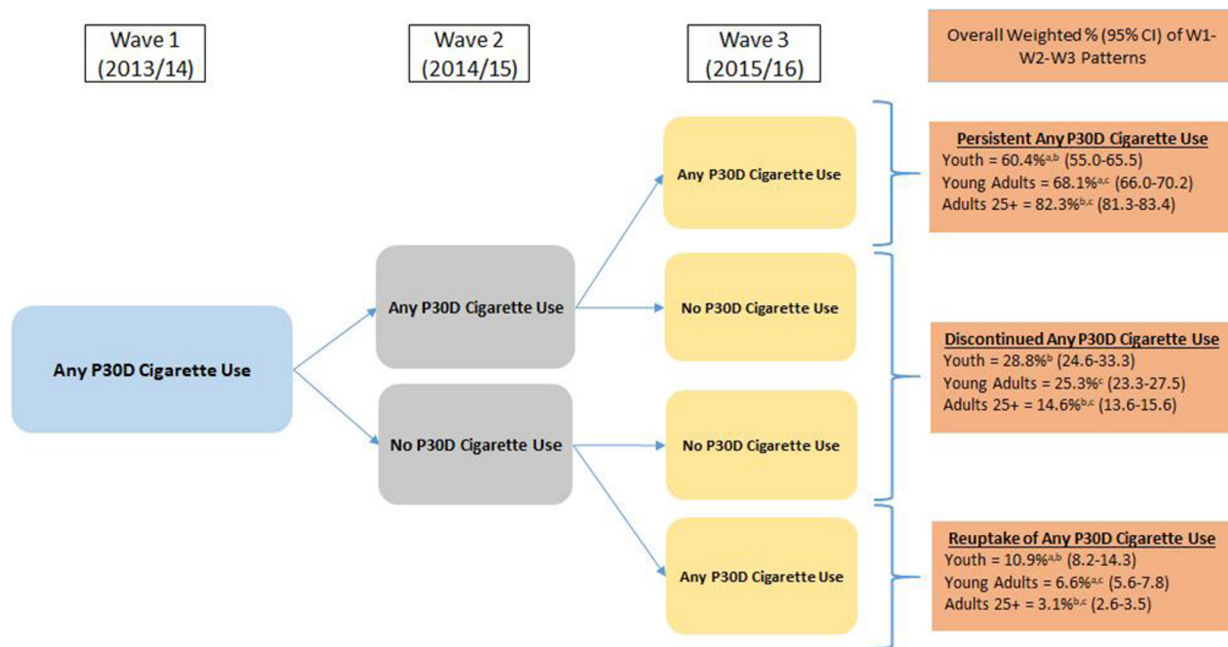 Wave 1
(2013/14)
Wave 2
(2014/15)
Wave 3
(2015/16)
Overall Weighted % (95% CI) of W1-
W2-W3 Patterns
Any P30D Cigarette Use
Any P30D Cigarette Use
No P30D Cigarette Use
Any P30D Cigarette Use
No P30D Cigarette Use
No P30D Cigarette Use
Any P30D Cigarette Use
Persistent Any P30D Cigarette Use
Youth = 60.4%a,b (55.0-65.5)
Young Adults = 68.1%a,c (66.0-70.2)
Adults 25+ = 82.3%b,c (81.3-83.4)
Discontinued Any P30D Cigarette Use
Youth = 28.8%b (24.6-33.3)
Young Adults = 25.3%c (23.3-27.5)
Adults 25+ = 14.6%b,c (13.6-15.6)
Reuptake of Any P30D Cigarette Use
Youth = 10.9%a,b (8.2-14.3)
Young Adults = 6.6%a,c (5.6-7.8)
Adults 25+ = 3.1%b,c (2.6-3.5)